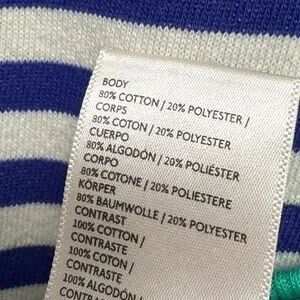 BODY
80% COTTON / 20% POLYESTER /
CORPS
80% COTON / 20% POLYESTER /
CUERPO
80% ALGODÓN / 20% POLIÉSTER
CORPO
80% COTONE / 20% POLIESTERE
KÖRPER
80% BAUMWOLLE / 20% POLYESTER
CONTRAST
100% COTTON /
CONTRASTE
100% COTON /
CONTRASTE
100% ALGODÓN /